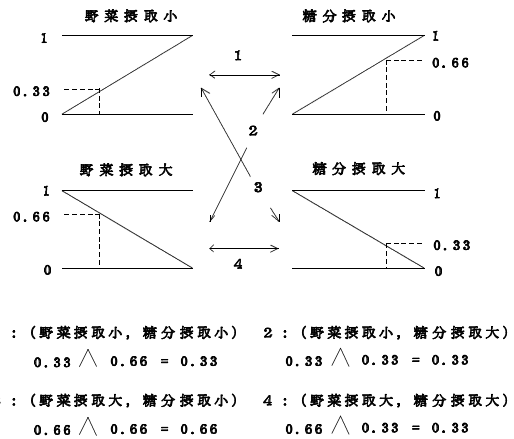 野菜摂取小
糖分摂取小
1
0.33
0
1
0.66
0
1
2
3
4
野菜摂取大
糖分摂取大
1
0.66
0
1
0.33
0
: (野菜摂取小, 糖分摂取小) 2 : (野菜摂取小, 糖分摂取大)
0.33 ∧ 0.66 = 0.33 0.33 ∧ 0.33 = 0.33
: (野菜摂取大, 糖分摂取小) 4 : (野菜摂取大, 糖分摂取大)
0.66 ∧ 0.66 = 0.66 0.66 ∧ 0.33 = 0.33